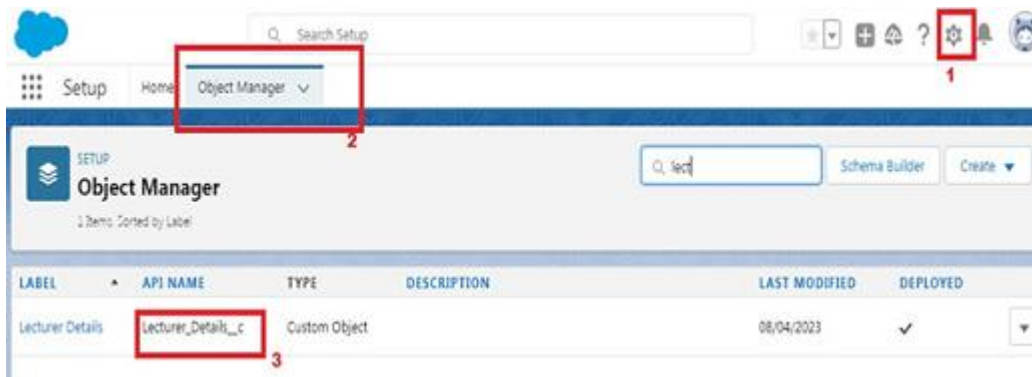 Search Setup
?
1
Setup Home Object Manager
2
SETUP
Object Manager
1 Items. Sorted by Label
lect
Schema Builder
Create
LABEL API NAME TYPE DESCRIPTION LAST MODIFIED DEPLOYED
Lecturer Details Lecturer_Details__c Custom Object 08/04/2023
3